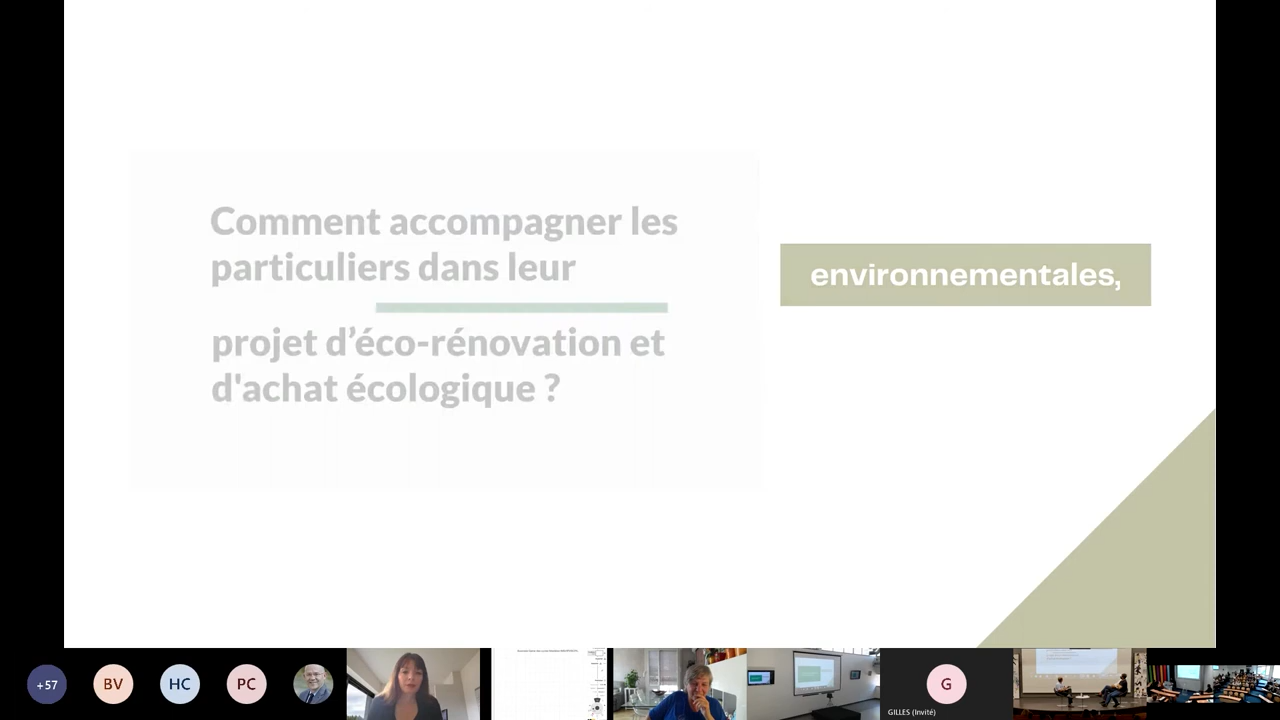 Comment accompagner les
particuliers dans leur
projet d’éco-rénovation et
d'achat écologique ?
environnementales,
+57
BV
HC
PC
G
GILLES (Invité)